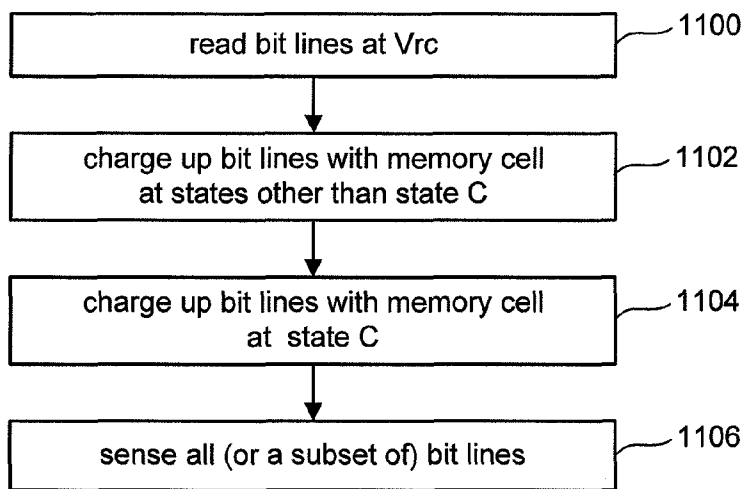 read bit lines at Vrc
1100
charge up bit lines with memory cell
at states other than state C
1102
charge up bit lines with memory cell
at state C
1104
sense all (or a subset of) bit lines
1106